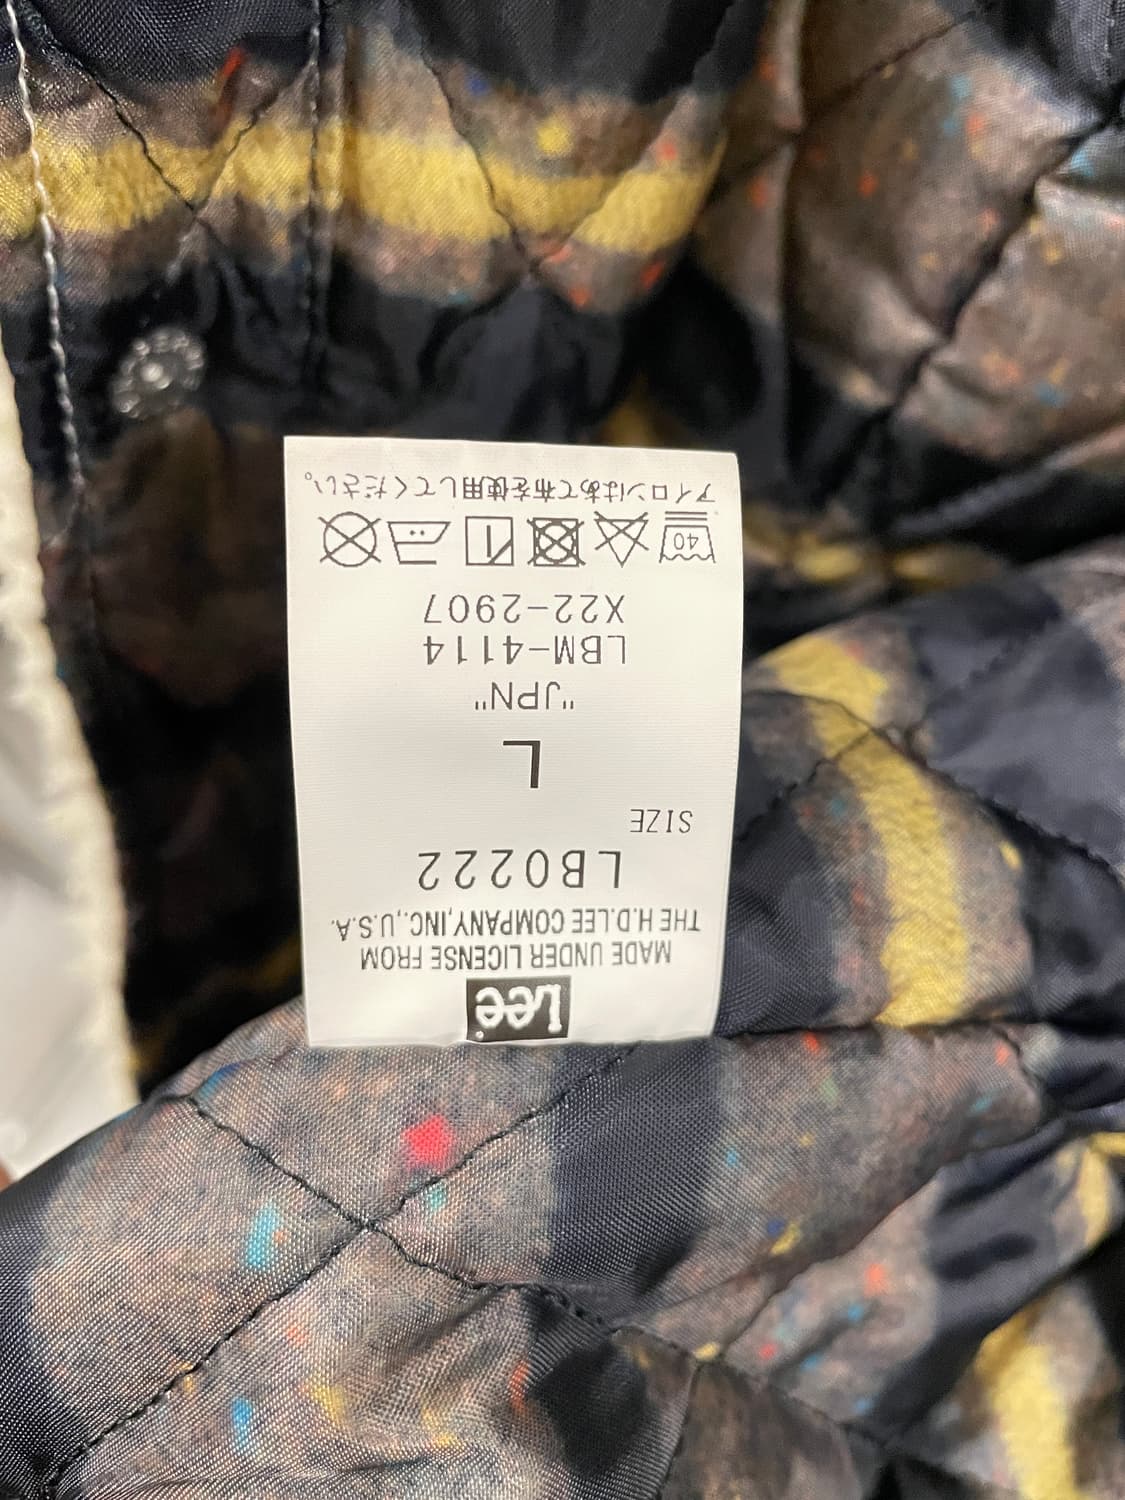 Lee
MADE UNDER LICENSE FROM
THE H.D.LEE COMPANY,INC.,U.S.A.
LB0222
SIZE
L
"JPN"
LBM-4114
X22-2907
40
アイロンはあて布を使用してください。